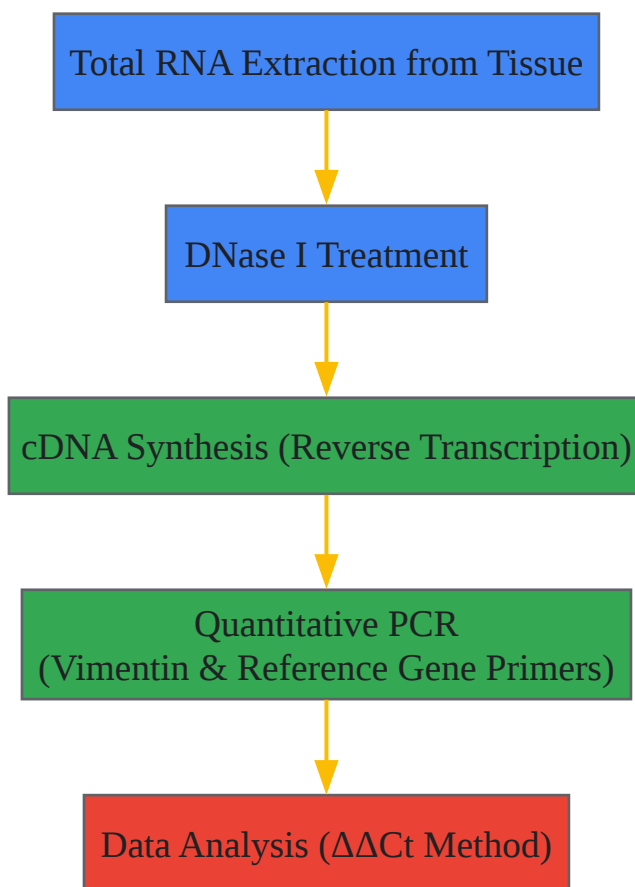 Total RNA Extraction from Tissue
DNase I Treatment
cDNA Synthesis (Reverse Transcription)
Quantitative PCR
(Vimentin & Reference Gene Primers)
Data Analysis (ΔΔCt Method)